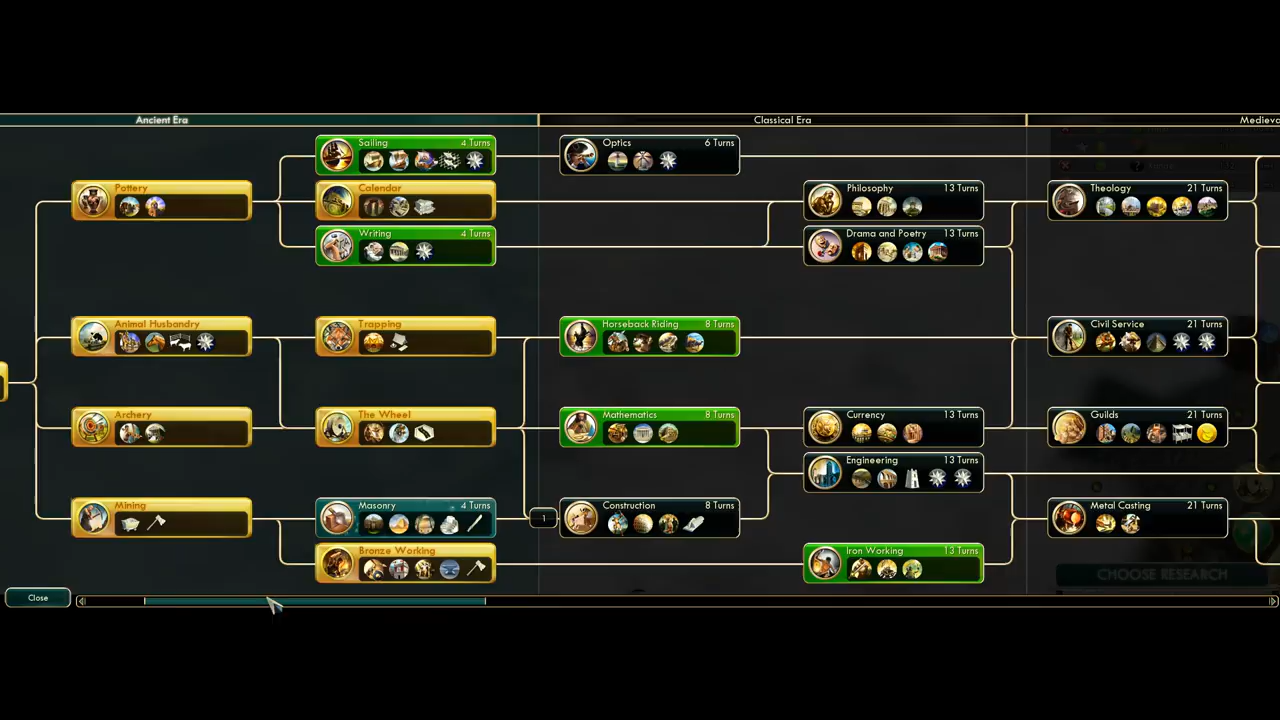 Ancient Era
Classical Era
Medieva
Sailing 4 Turns
Optics 6 Turns
Pottery
Calendar
Philosophy 13 Turns
Theology 21 Turns
Writing 4 Turns
Drama and Poetry 13 Turns
Animal Husbandry
Trapping
Horseback Riding 8 Turns
Civil Service 21 Turns
Archery
The Wheel
Mathematics 8 Turns
Currency 13 Turns
Guilds 21 Turns
Engineering 13 Turns
Mining
Masonry 4 Turns
1
Construction 8 Turns
Metal Casting 21 Turns
Bronze Working
Iron Working 13 Turns
CHOOSE RESEARCH
Close